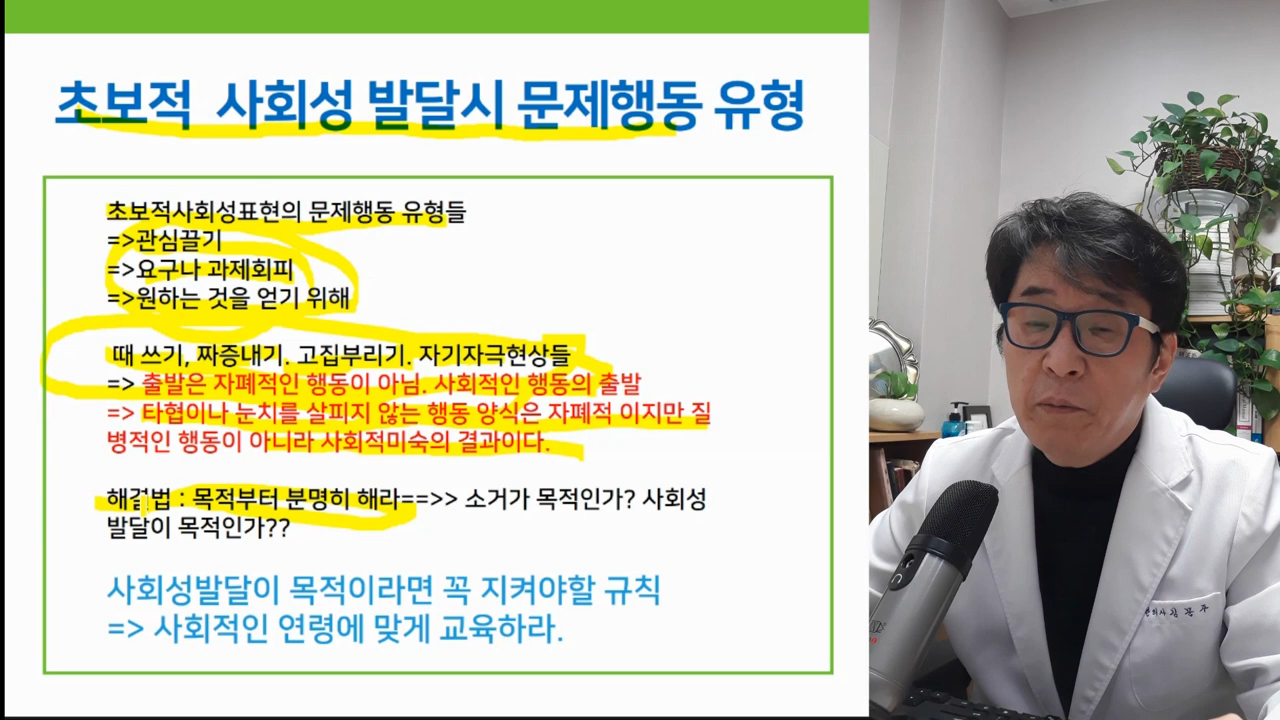 초보적 사회성 발달시 문제행동 유형
초보적사회성표현의 문제행동 유형들
=>관심끌기
=>요구나 과제회피
=>원하는 것을 얻기 위해
때 쓰기, 짜증내기. 고집부리기. 자기자극현상들
=> 출발은 자폐적인 행동이 아님. 사회적인 행동의 출발
=> 타협이나 눈치를 살피지 않는 행동 양식은 자폐적 이지만 질
병적인 행동이 아니라 사회적미숙의 결과이다.
해결법 : 목적부터 분명히 해라==>> 소거가 목적인가? 사회성
발달이 목적인가??
사회성발달이 목적이라면 꼭 지켜야할 규칙
=> 사회적인 연령에 맞게 교육하라.